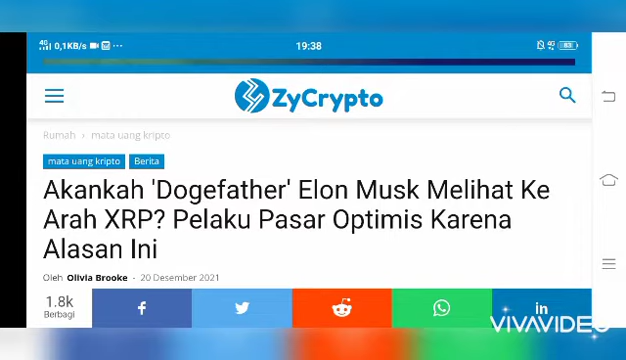 4G 0,1KB/s ... 19:38 4G
ZyCrypto
Rumah › mata uang kripto
mata uang kripto Berita
Akankah 'Dogefather' Elon Musk Melihat Ke
Arah XRP? Pelaku Pasar Optimis Karena
Alasan Ini
Oleh Olivia Brooke - 20 Desember 2021
1.8k
Berbagi
f in
VIVAVIDEO